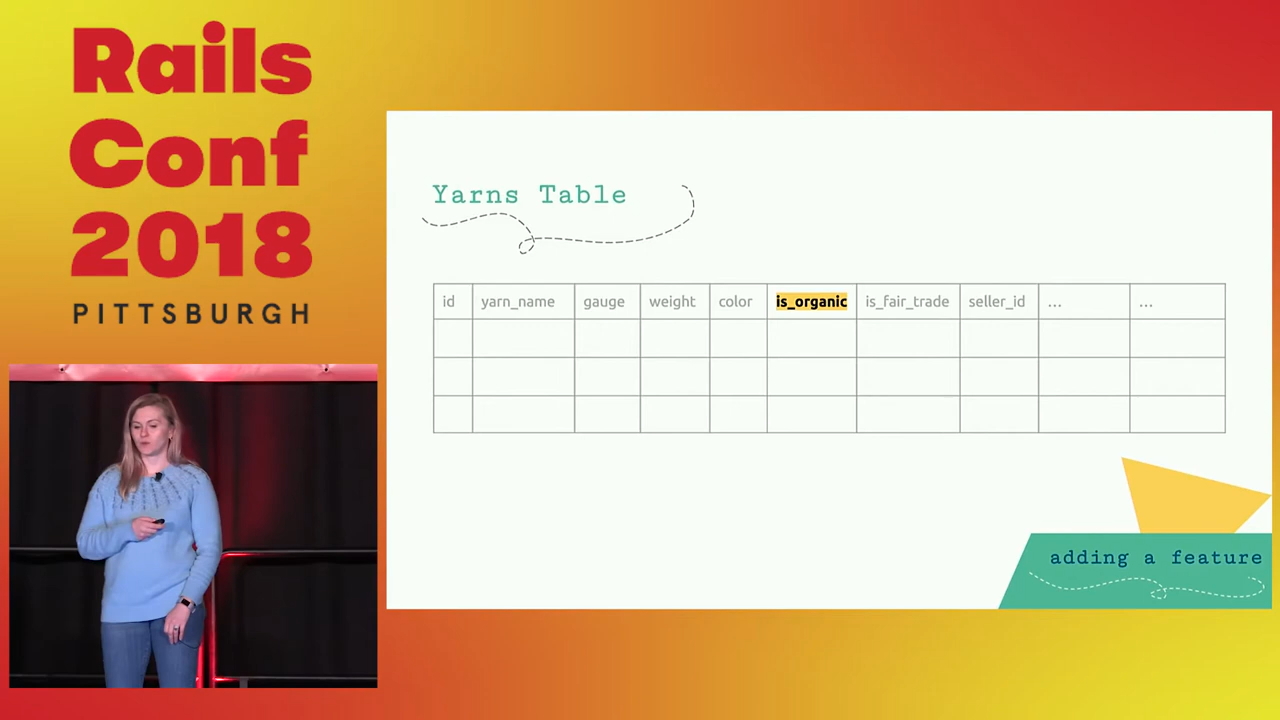 Rails
Conf
2018
PITTSBURGH
Yarns Table
id yarn_name gauge weight color is_organic is_fair_trade seller_id ... ...
adding a feature